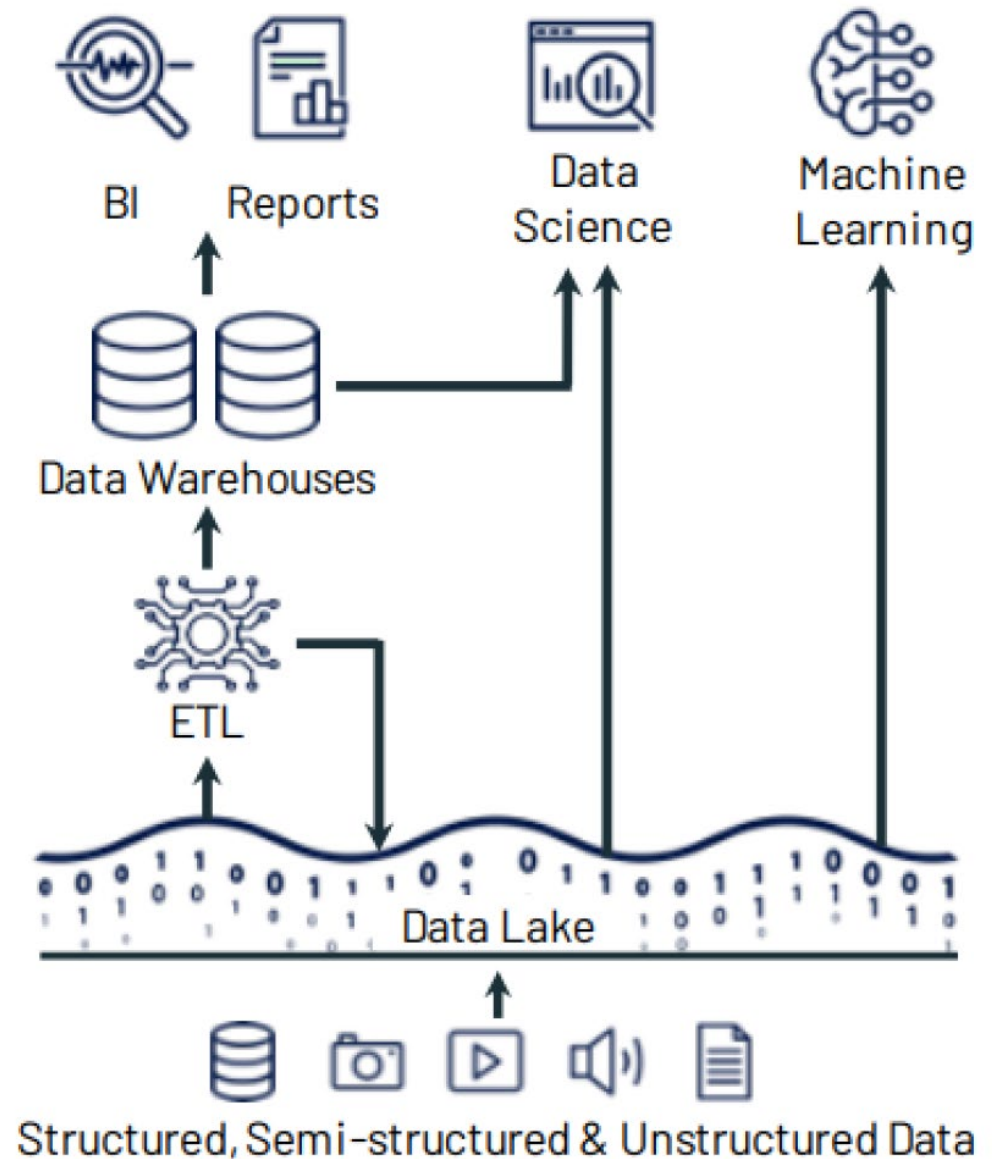 BI
Reports
Data
Science
Machine
Learning
Data Warehouses
ETL
Data Lake
Structured, Semi-structured & Unstructured Data